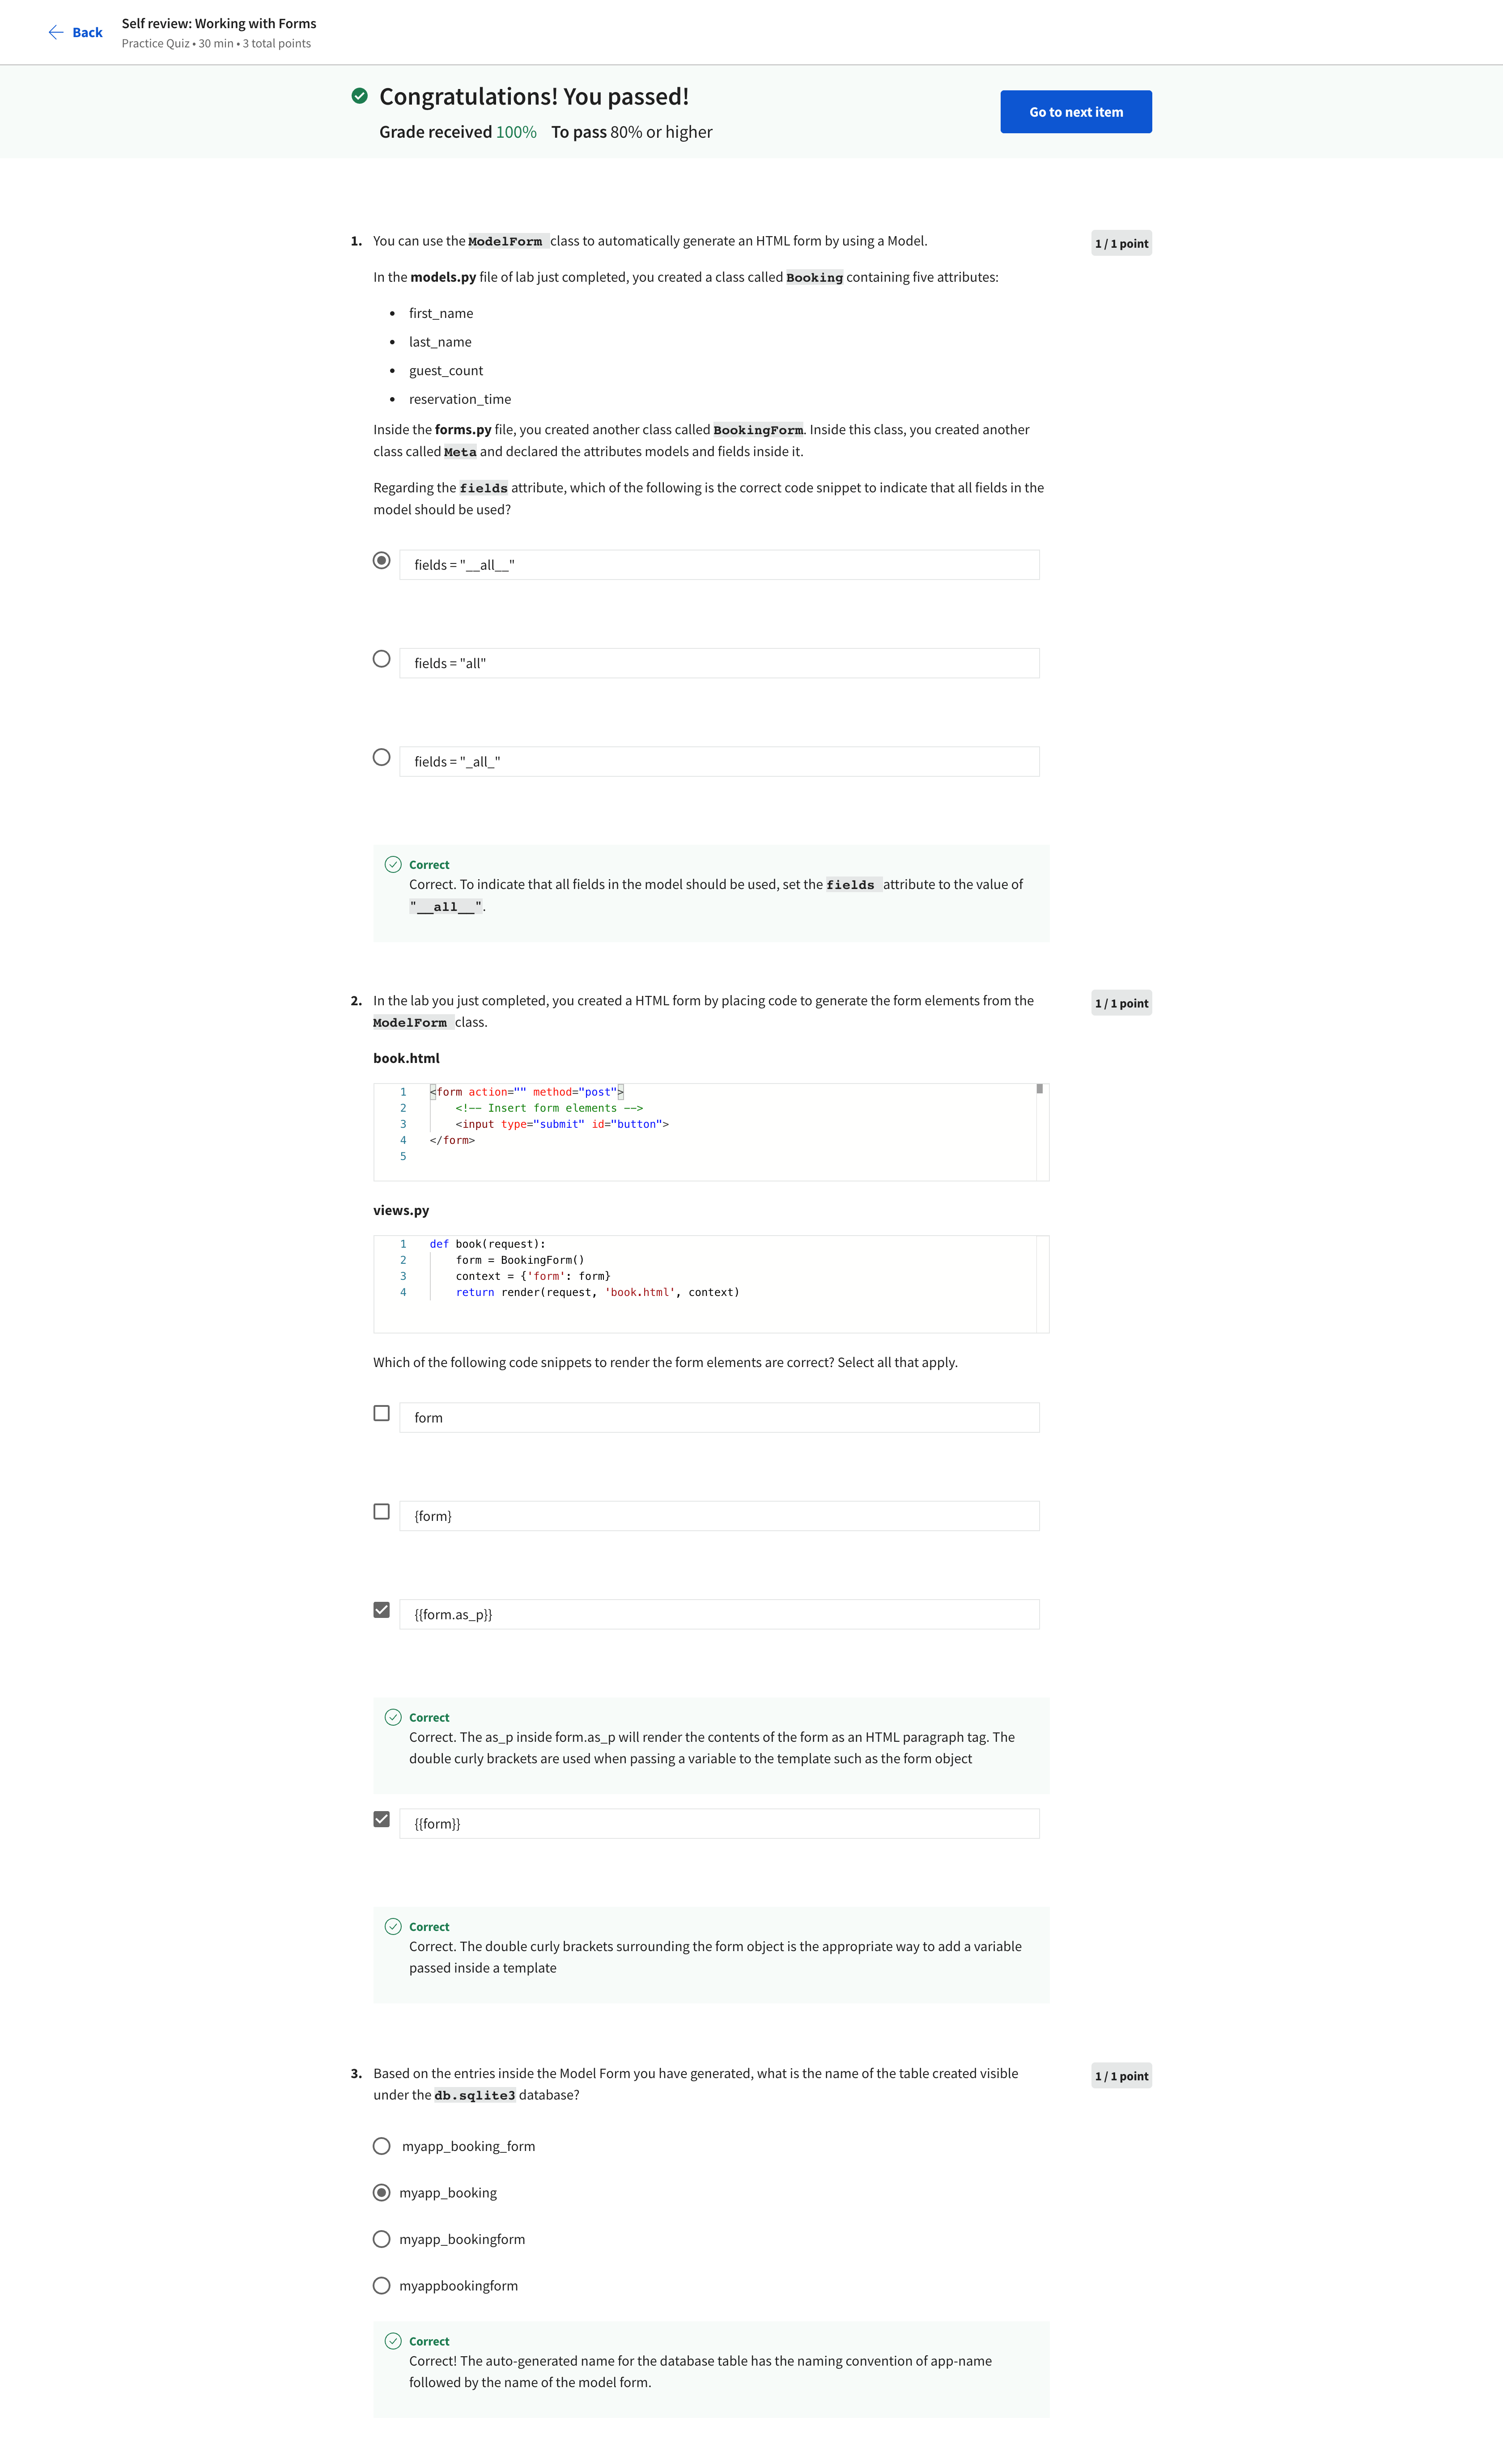 Back
Self review: Working with Forms
Practice Quiz • 30 min • 3 total points
Congratulations! You passed!
Grade received 100% To pass 80% or higher
Go to next item
1. You can use the ModelForm class to automatically generate an HTML form by using a Model.
1 / 1 point
In the models.py file of lab just completed, you created a class called Booking containing five attributes:
• first_name
• last_name
• guest_count
• reservation_time
Inside the forms.py file, you created another class called BookingForm. Inside this class, you created another
class called Meta and declared the attributes models and fields inside it.
Regarding the fields attribute, which of the following is the correct code snippet to indicate that all fields in the
model should be used?
fields = "__all__"
fields = "all"
fields = "_all_"
Correct
Correct. To indicate that all fields in the model should be used, set the fields attribute to the value of
"__all__".
2. In the lab you just completed, you created a HTML form by placing code to generate the form elements from the
1 / 1 point
ModelForm class.
book.html
1 <form action="" method="post">
2 <!-- Insert form elements -->
3 <input type="submit" id="button">
4 </form>
5
views.py
1 def book(request):
2 form = BookingForm()
3 context = {'form': form}
4 return render(request, 'book.html', context)
Which of the following code snippets to render the form elements are correct? Select all that apply.
form
{form}
{{form.as_p}}
Correct
Correct. The as_p inside form.as_p will render the contents of the form as an HTML paragraph tag. The
double curly brackets are used when passing a variable to the template such as the form object
{{form}}
Correct
Correct. The double curly brackets surrounding the form object is the appropriate way to add a variable
passed inside a template
3. Based on the entries inside the Model Form you have generated, what is the name of the table created visible
1 / 1 point
under the db.sqlite3 database?
myapp_booking_form
myapp_booking
myapp_bookingform
myappbookingform
Correct
Correct! The auto-generated name for the database table has the naming convention of app-name
followed by the name of the model form.